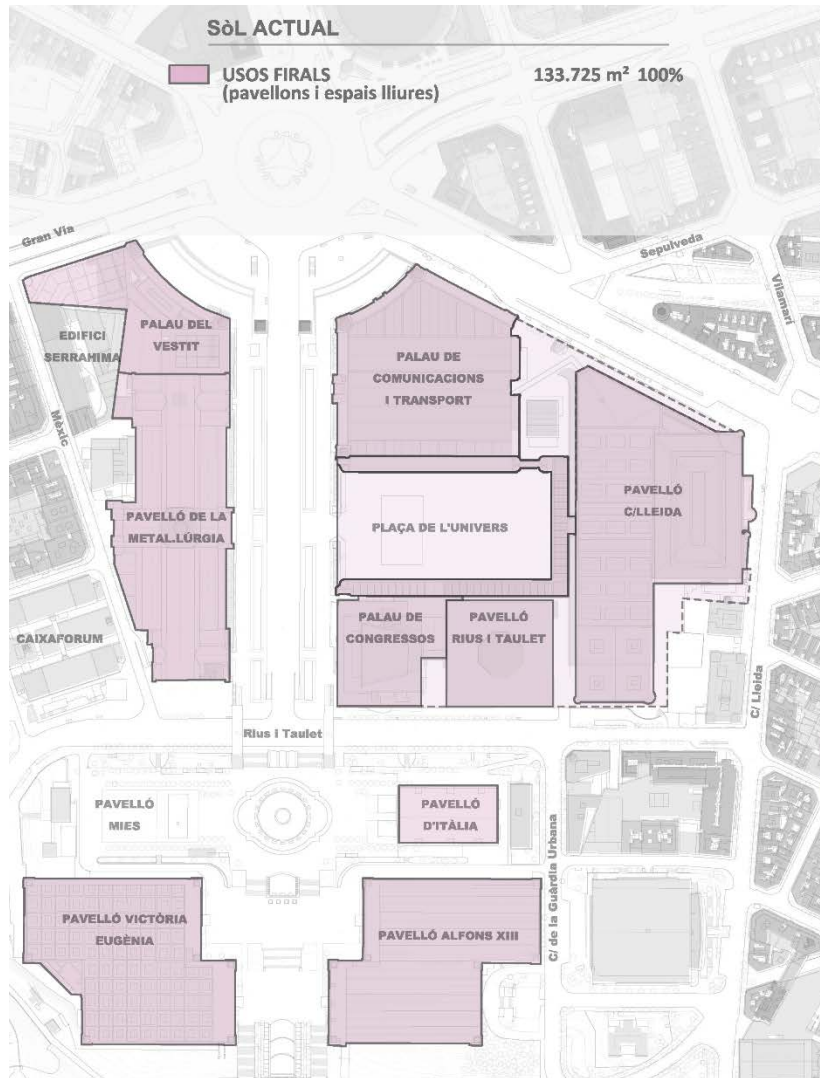 SÒL ACTUAL
USOS FIRALS 133.725 m² 100%
(pavellons i espais lliures)
Gran Via
Sepulveda
Vilamarí
EDIFICI
SERRAHIMA
PALAU DEL
VESTIT
PALAU DE
COMUNICACIONS
I TRANSPORT
Mèxic
PAVELLÓ
C/LLEIDA
PAVELLÓ DE LA
METAL.LÚRGIA
PLAÇA DE L'UNIVERS
CAIXAFORUM
PALAU DE
CONGRESSOS
PAVELLÓ
RIUS I TAULET
C/ Lleida
Rius i Taulet
PAVELLÓ
MIES
PAVELLÓ
D'ITÀLIA
C/ de la Guàrdia Urbana
PAVELLÓ VICTÒRIA
EUGÈNIA
PAVELLÓ ALFONS XIII